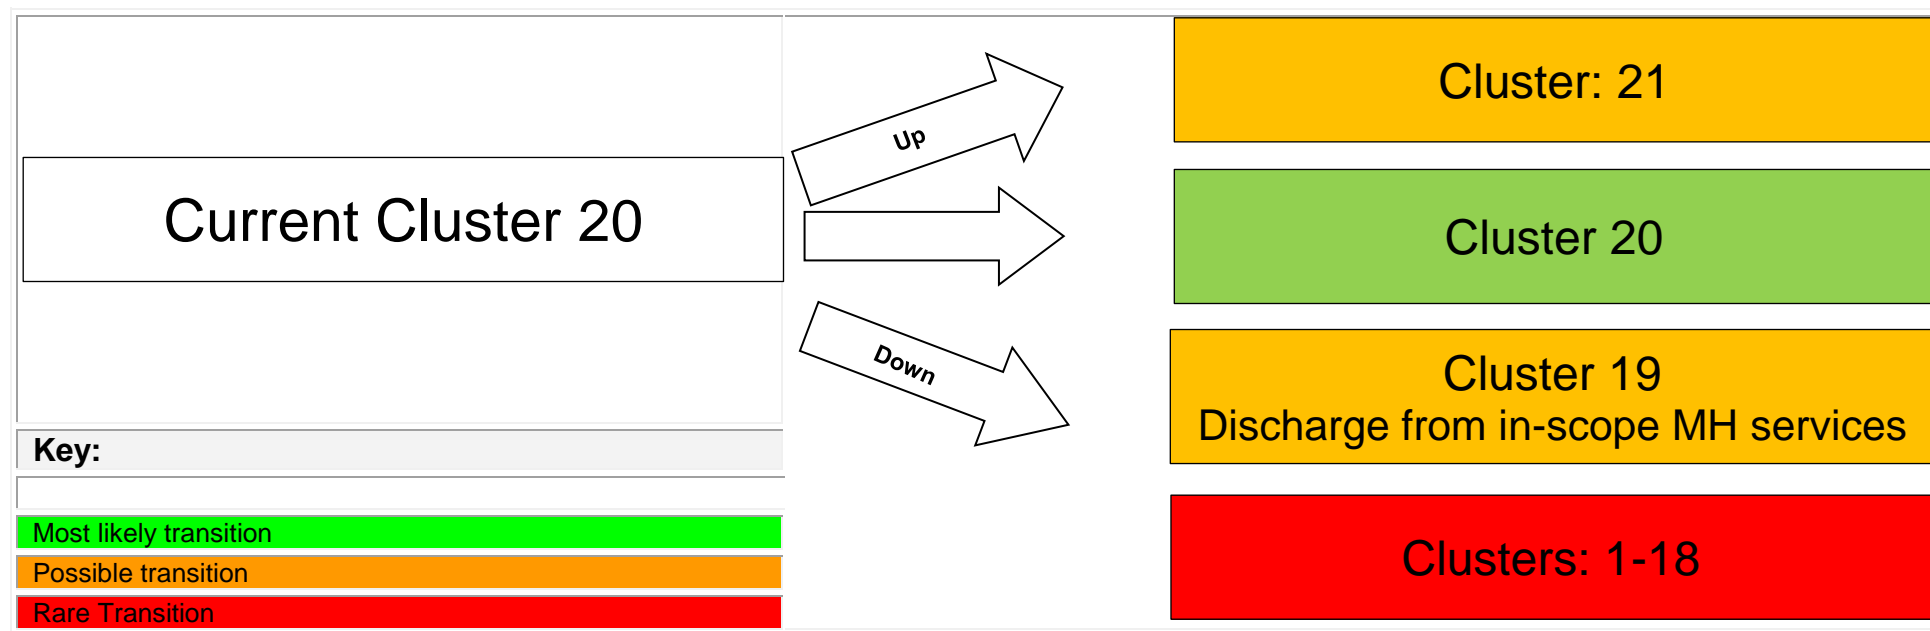 Current Cluster 20
Key:
Most likely transition
Possible transition
Rare Transition
Up
Down
Cluster: 21
Cluster 20
Cluster 19
Discharge from in-scope MH services
Clusters: 1-18